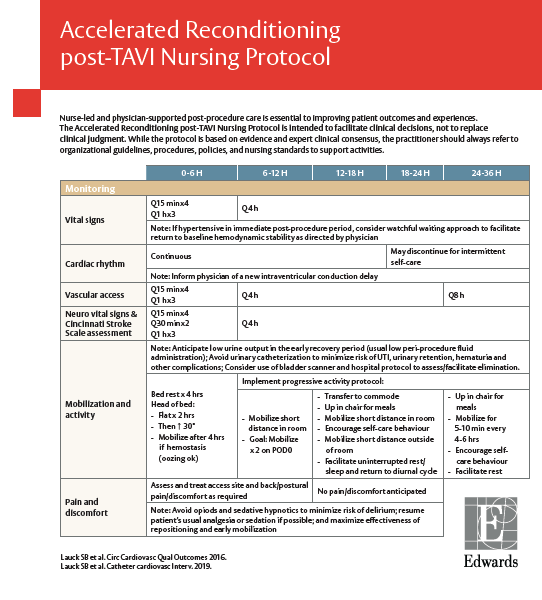 Accelerated Reconditioning
post-TAVI Nursing Protocol
Nurse-led and physician-supported post-procedure care is essential to improving patient outcomes and experiences.
The Accelerated Reconditioning post-TAVI Nursing Protocol is intended to facilitate clinical decisions, not to replace
clinical judgment. While the protocol is based on evidence and expert clinical consensus, the practitioner should always refer to
organizational guidelines, procedures, policies, and nursing standards to support activities.
0-6 H
6-12 H
12-18 H
18-24 H
24-36 H
Monitoring
Vital signs
Q15 minx4
Q1 hx3
Q4 h
Note: If hypertensive in immediate post-procedure period, consider watchful waiting approach to facilitate
return to baseline hemodynamic stability as directed by physician
Cardiac rhythm
Continuous
May discontinue for intermittent
self-care
Note: Inform physician of a new intraventricular conduction delay
Vascular access
Q15 minx4
Q1 hx3
Q4 h
Q8 h
Neuro vital signs &
Cincinnati Stroke
Scale assessment
Q15 minx4
Q30 minx2
Q1 hx3
Q4 h
Mobilization and
activity
Note: Anticipate low urine output in the early recovery period (usual low peri-procedure fluid
administration); Avoid urinary catheterization to minimize risk of UTI, urinary retention, hematuria and
other complications; Consider use of bladder scanner and hospital protocol to assess/facilitate elimination.
Bed rest x 4 hrs
Head of bed:
- Flat x 2 hrs
- Then ↑ 30°
- Mobilize after 4 hrs
if hemostasis
(oozing ok)
Implement progressive activity protocol:
- Mobilize short
distance in room
- Goal: Mobilize
x 2 on POD0
- Transfer to commode
- Up in chair for meals
- Mobilize short distance in room
- Encourage self-care behaviour
- Mobilize short distance outside
of room
- Facilitate uninterrupted rest/
sleep and return to diurnal cycle
- Up in chair for
meals
- Mobilize for
5-10 min every
4-6 hrs
- Encourage self-
care behaviour
- Facilitate rest
Pain and
discomfort
Assess and treat access site and back/postural
pain/discomfort as required
No pain/discomfort anticipated
Note: Avoid opiods and sedative hypnotics to minimize risk of delirium; resume
patient's usual analgesia or sedation if possible; and maximize effectiveness of
repositioning and early mobilization
Edwards
Lauck SB et al. Circ Cardiovasc Qual Outcomes 2016.
Lauck SB et al. Catheter cardiovasc Interv. 2019.